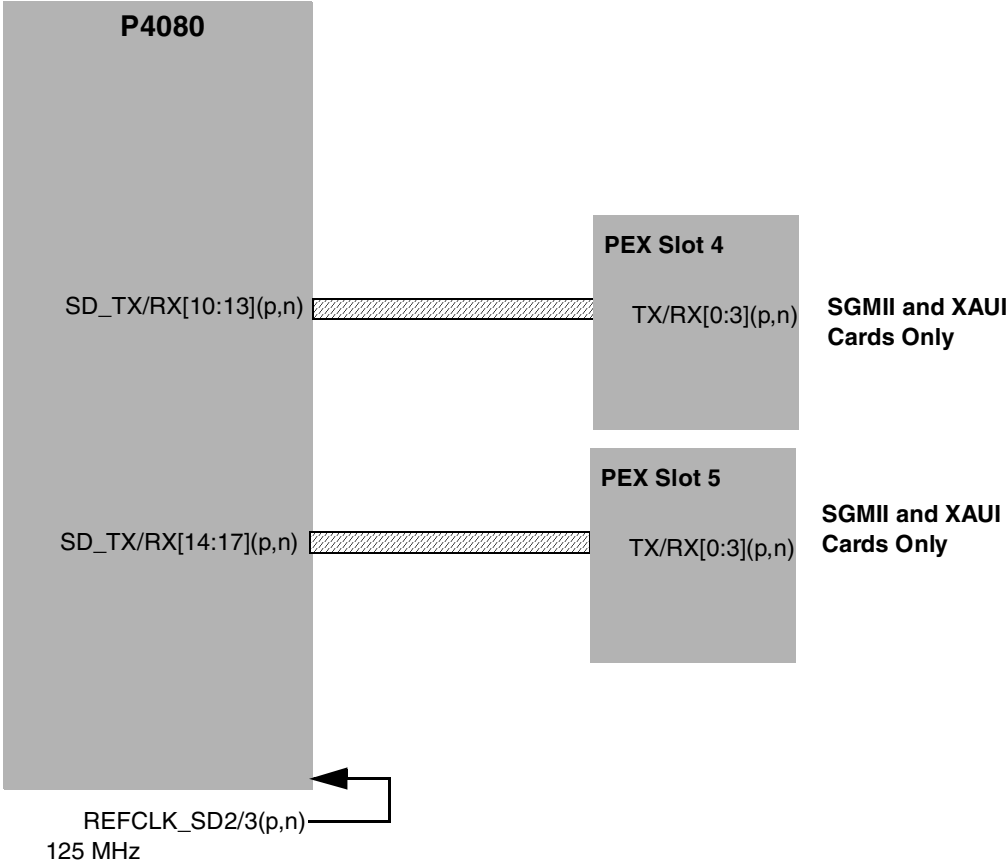 P4080
PEX Slot 4
SD_TX/RX[10:13](p,n)
TX/RX[0:3](p,n)
SGMII and XAUI
Cards Only
PEX Slot 5
SD_TX/RX[14:17](p,n)
TX/RX[0:3](p,n)
SGMII and XAUI
Cards Only
REFCLK_SD2/3(p,n)
125 MHz